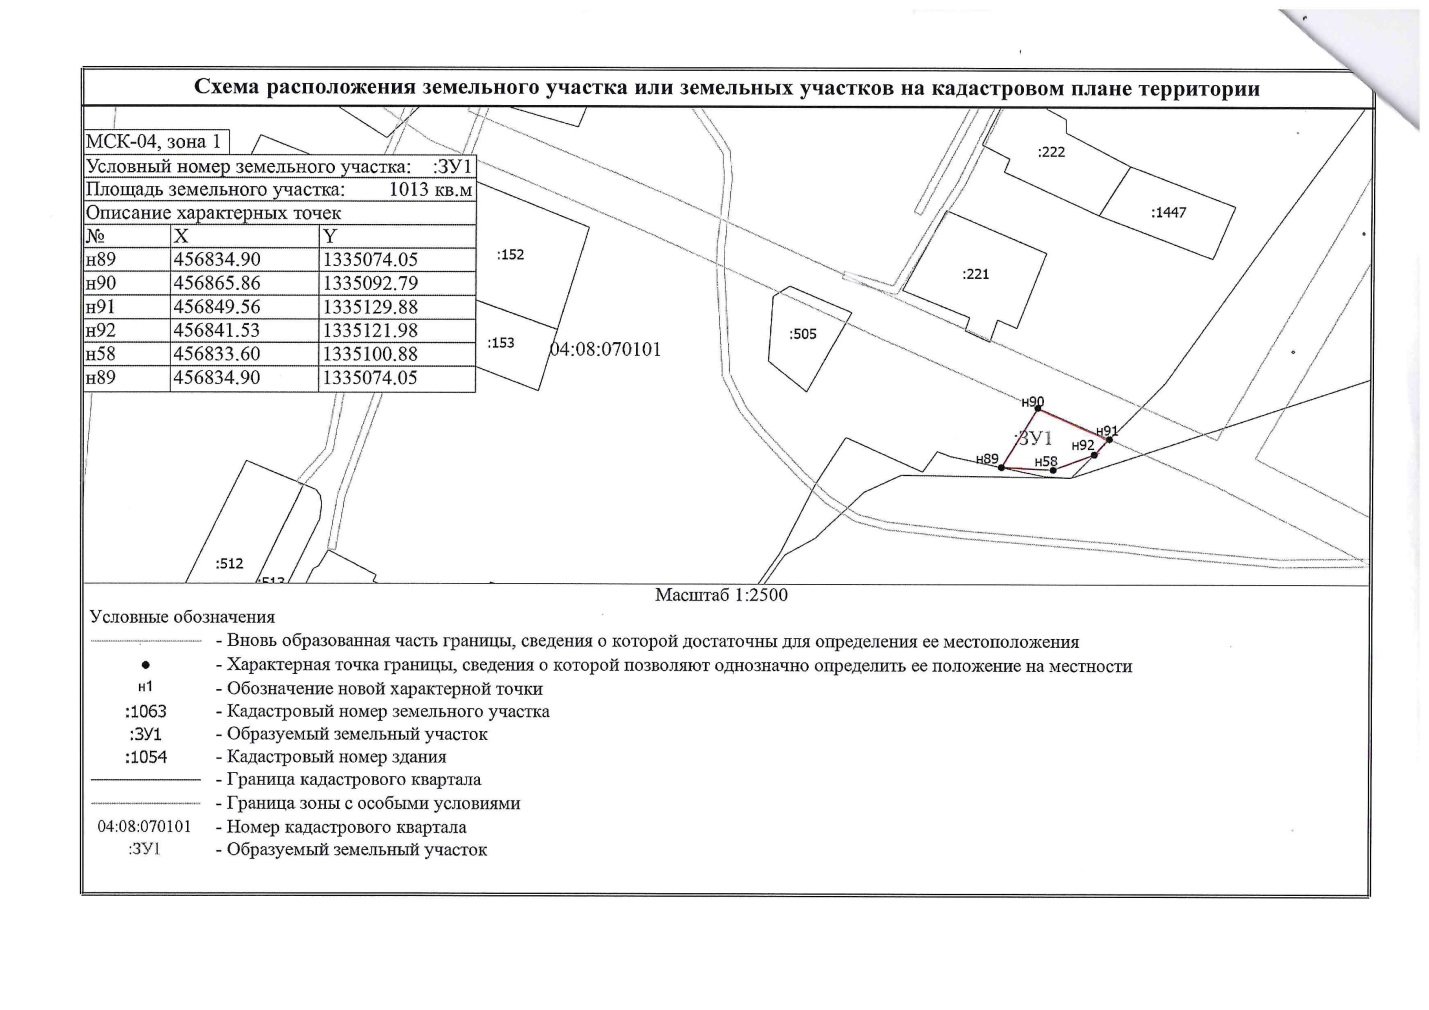 Схема расположения земельного участка или земельных участков на кадастровом плане территории
МСК-04, зона 1
Условный номер земельного участка: :ЗУ1
Площадь земельного участка: 1013 кв.м
Описание характерных точек
№ X Y
н89 456834.90 1335074.05
н90 456865.86 1335092.79
н91 456849.56 1335129.88
н92 456841.53 1335121.98
н58 456833.60 1335100.88
н89 456834.90 1335074.05
:222
:1447
:152
:221
:505
:153
04:08:070101
н90
н91
:ЗУ1
н92
н89
н58
:512
:513
Масштаб 1:2500
Условные обозначения
- Вновь образованная часть границы, сведения о которой достаточны для определения ее местоположения
- Характерная точка границы, сведения о которой позволяют однозначно определить ее положение на местности
н1 - Обозначение новой характерной точки
:1063 - Кадастровый номер земельного участка
:ЗУ1 - Образуемый земельный участок
:1054 - Кадастровый номер здания
- Граница кадастрового квартала
- Граница зоны с особыми условиями
04:08:070101 - Номер кадастрового квартала
:ЗУ1 - Образуемый земельный участок